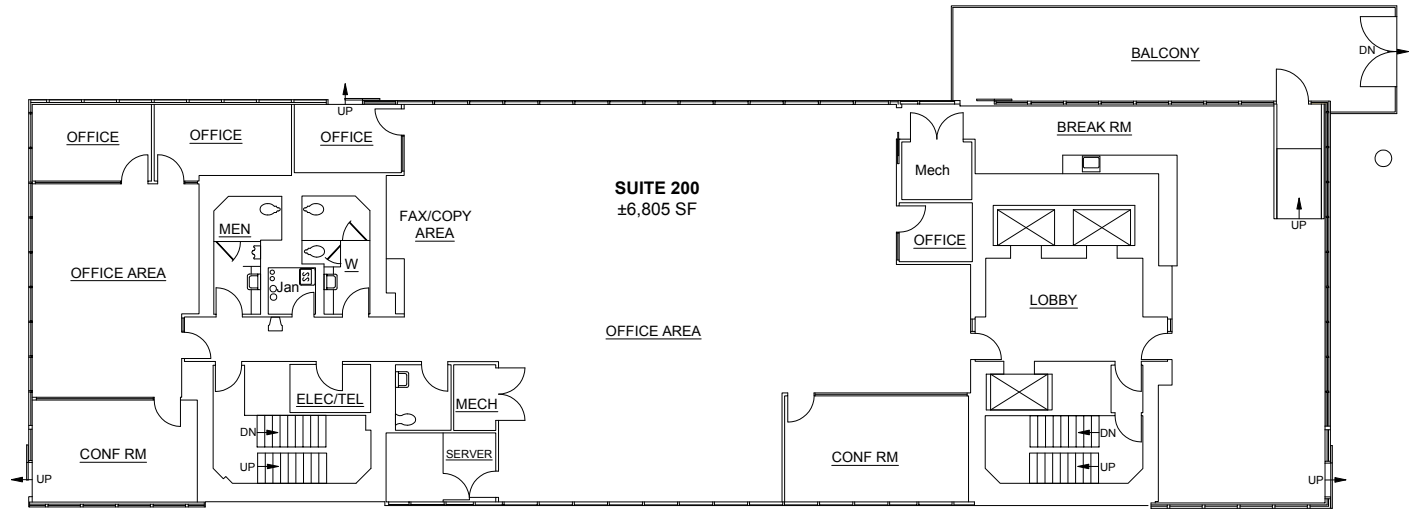 BALCONY
DN
UP
OFFICE
OFFICE
OFFICE
BREAK RM
Mech
SUITE 200
±6,805 SF
FAX/COPY
AREA
MEN
UP
OFFICE
W
OFFICE AREA
SS
Jan
LOBBY
OFFICE AREA
ELEC/TEL
MECH
DN
DN
SERVER
CONF RM
CONF RM
UP
UP
UP
UP